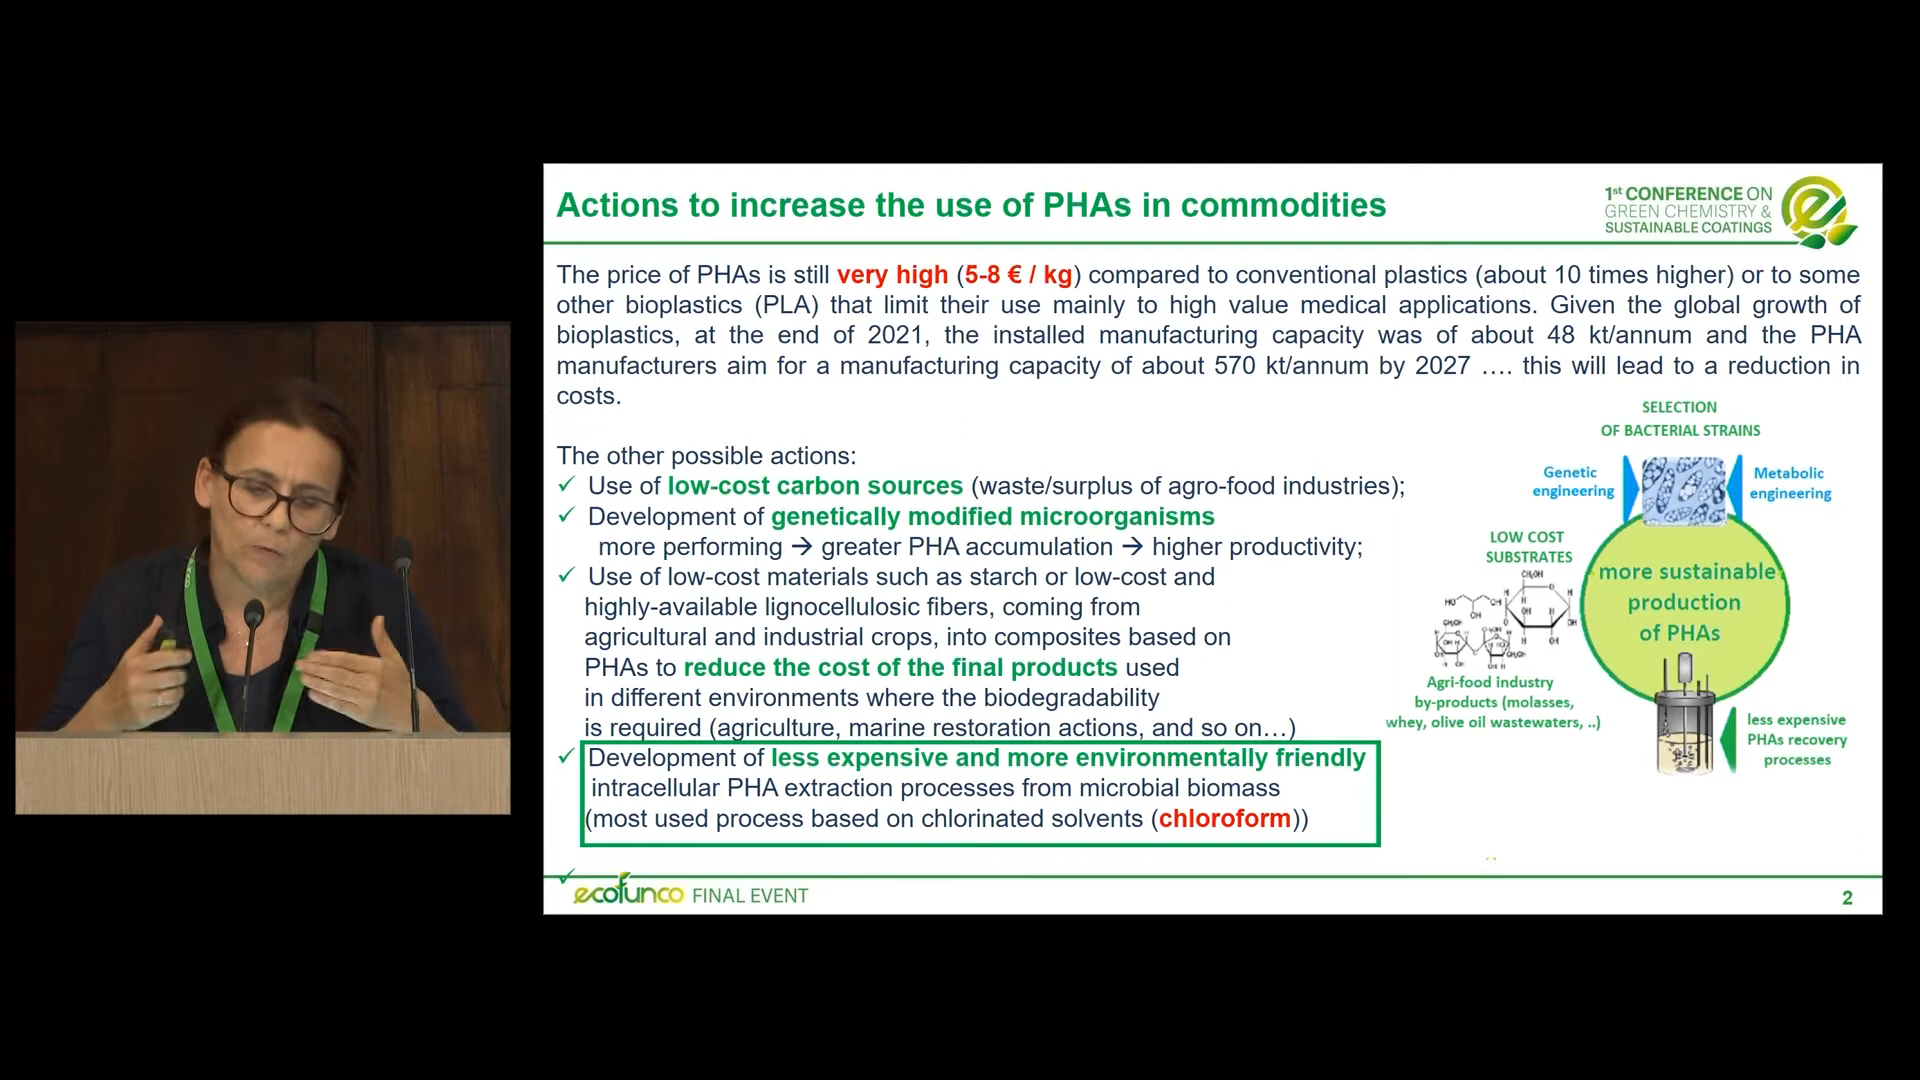 Actions to increase the use of PHAs in commodities
1st CONFERENCE ON
GREEN CHEMISTRY &
SUSTAINABLE COATINGS
The price of PHAs is still very high (5-8 € / kg) compared to conventional plastics (about 10 times higher) or to some
other bioplastics (PLA) that limit their use mainly to high value medical applications. Given the global growth of
bioplastics, at the end of 2021, the installed manufacturing capacity was of about 48 kt/annum and the PHA
manufacturers aim for a manufacturing capacity of about 570 kt/annum by 2027 …. this will lead to a reduction in
costs.
The other possible actions:
✓ Use of low-cost carbon sources (waste/surplus of agro-food industries);
✓ Development of genetically modified microorganisms
more performing → greater PHA accumulation → higher productivity;
✓ Use of low-cost materials such as starch or low-cost and
highly-available lignocellulosic fibers, coming from
agricultural and industrial crops, into composites based on
PHAs to reduce the cost of the final products used
in different environments where the biodegradability
is required (agriculture, marine restoration actions, and so on…)
✓ Development of less expensive and more environmentally friendly
intracellular PHA extraction processes from microbial biomass
(most used process based on chlorinated solvents (chloroform))
✓
SELECTION
OF BACTERIAL STRAINS
Genetic
engineering
Metabolic
engineering
LOW COST
SUBSTRATES
more sustainable
production
of PHAs
Agri-food industry
by-products (molasses,
whey, olive oil wastewaters, ..)
less expensive
PHAs recovery
processes
ecofunco FINAL EVENT
2